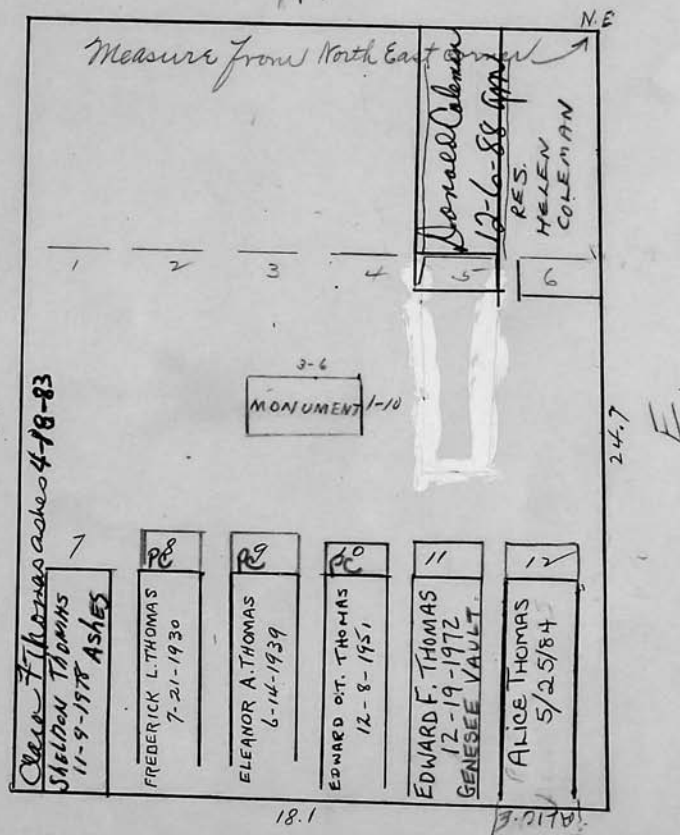 N.E
Measure from North East corner
Donald Coleman
12-6-88
RES.
HELEN
COLEMAN
1
2
3
4
5
6
3-6
MONUMENT
1-10
24.7
E
Clara F Thomas ashes 4-18-83
7
SHELDON THOMAS
11-9-1978 ASHES
PC 8
FREDERICK L. THOMAS
7-21-1930
PC 9
ELEANOR A. THOMAS
6-14-1939
PC 10
EDWARD O.T. THOMAS
12-8-1951
11
EDWARD F. THOMAS
12-19-1972
GENESEE VAULT.
12
ALICE THOMAS
5/25/84
18.1